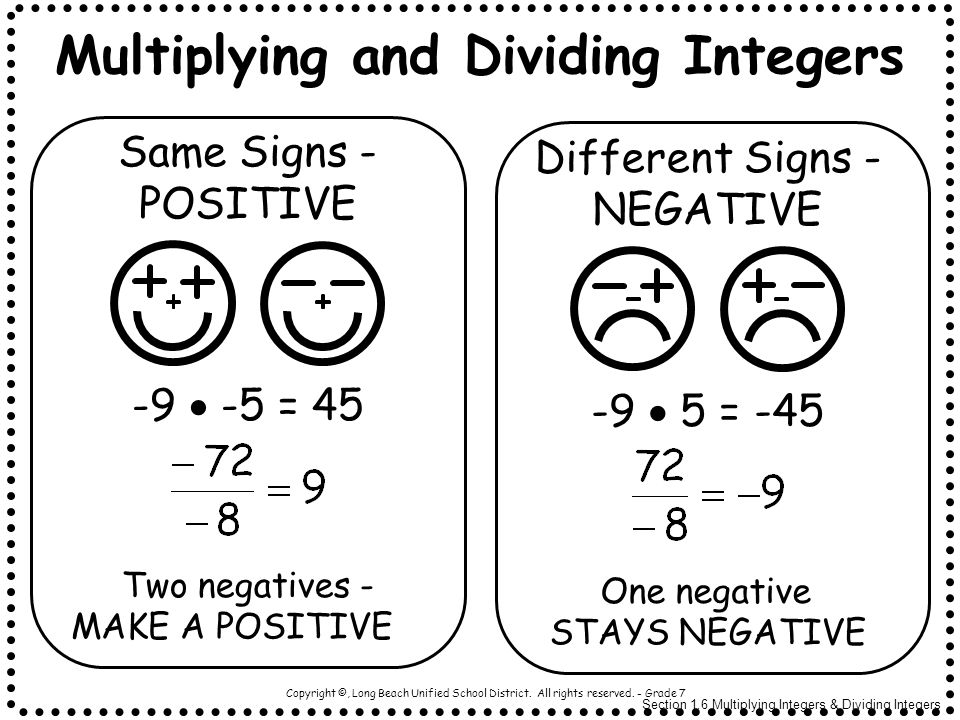 Multiplying and Dividing Integers
Same Signs -
POSITIVE
+ +
+
− −
+
-9 • -5 = 45
− 72
− 8
= 9
Two negatives -
MAKE A POSITIVE
Different Signs -
NEGATIVE
− +
-
+ −
-
-9 • 5 = -45
72
− 8
= −9
One negative
STAYS NEGATIVE
Copyright ©, Long Beach Unified School District. All rights reserved. - Grade 7
Section 1.6 Multiplying Integers & Dividing Integers